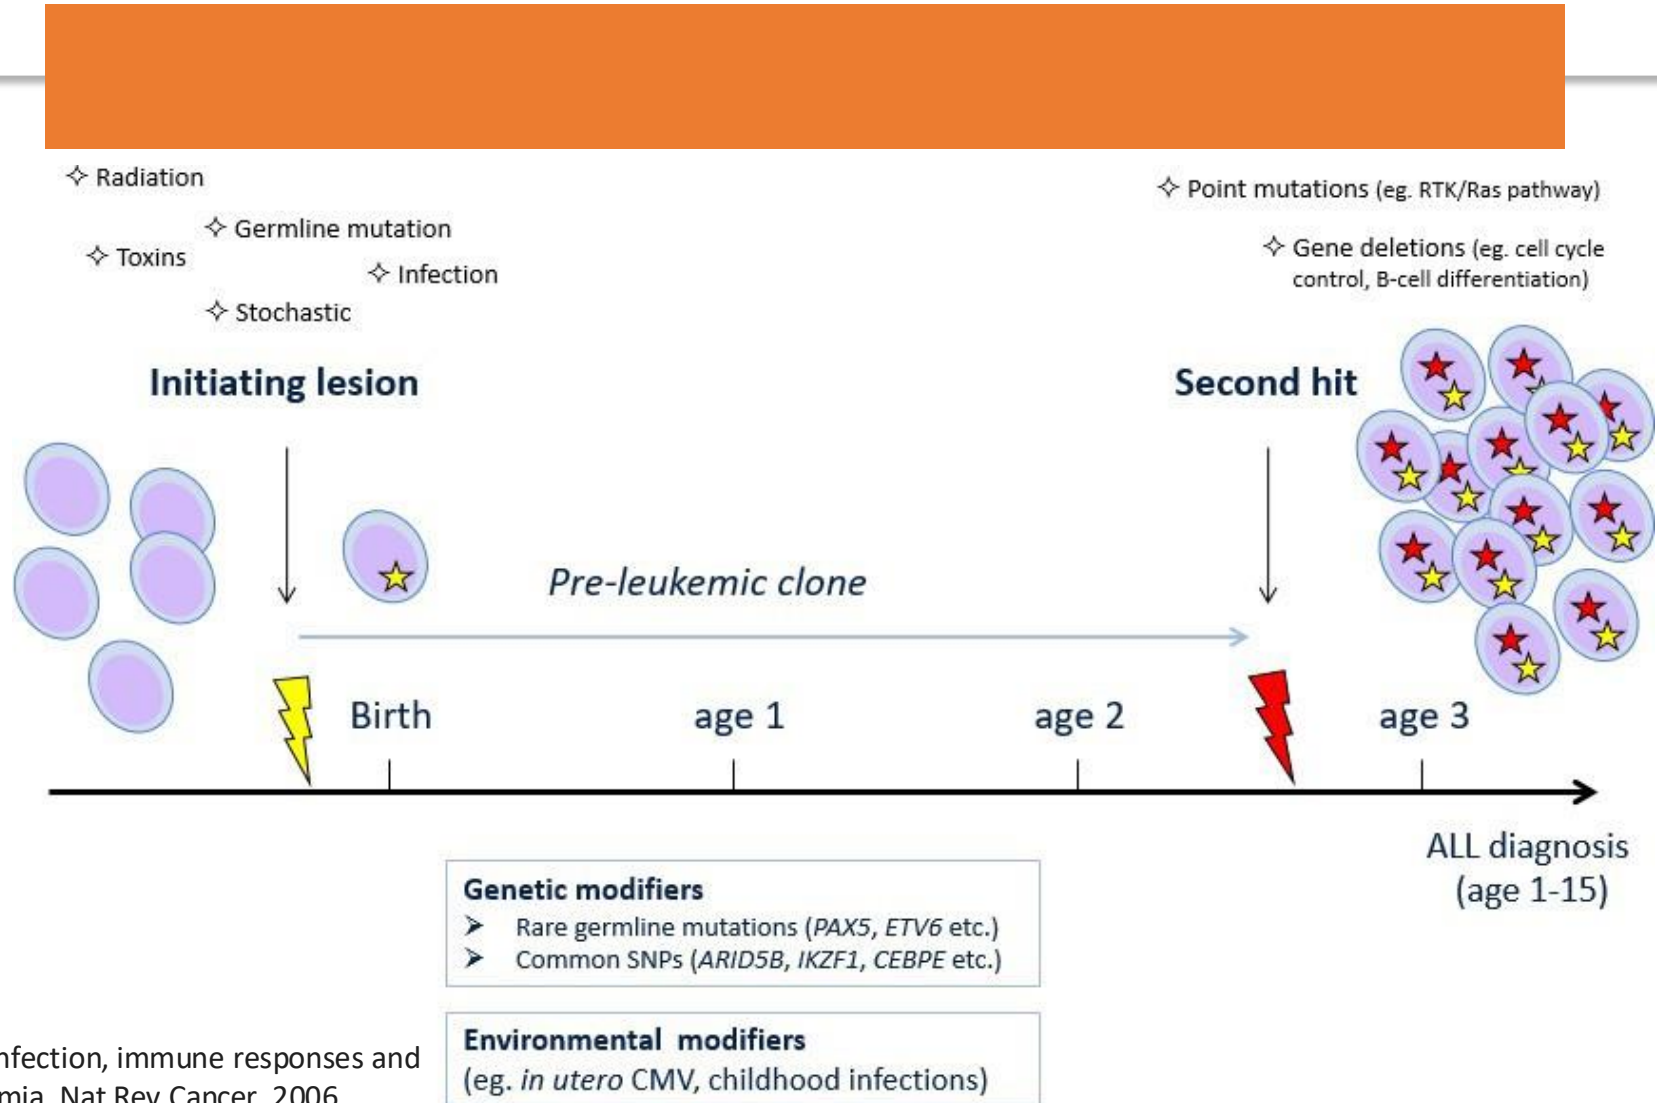 Radiation
Germline mutation
Toxins
Infection
Stochastic
Initiating lesion
Point mutations (eg. RTK/Ras pathway)
Gene deletions (eg. cell cycle
control, B-cell differentiation)
Second hit
Pre-leukemic clone
Birth
age 1
age 2
age 3
ALL diagnosis
(age 1-15)
Genetic modifiers
Rare germline mutations (PAX5, ETV6 etc.)
Common SNPs (ARID5B, IKZF1, CEBPE etc.)
Environmental modifiers
(eg. in utero CMV, childhood infections)
nfection, immune responses and
mia. Nat Rev Cancer. 2006